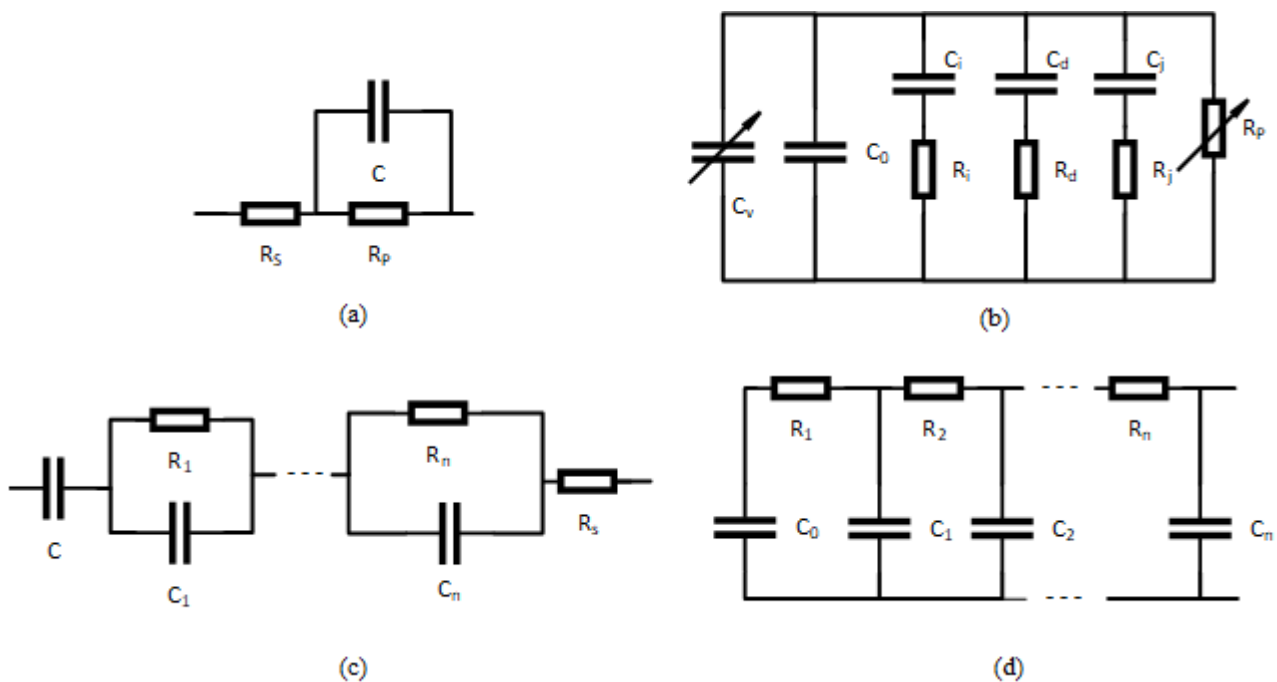 C
R_S R_P
(a)
C_i C_d C_j
R_P
C_0
R_i R_d R_j
C_v
(b)
R_1 R_n
C R_s
C_1 C_n
(c)
R_1 R_2 R_n
C_0 C_1 C_2 C_n
(d)